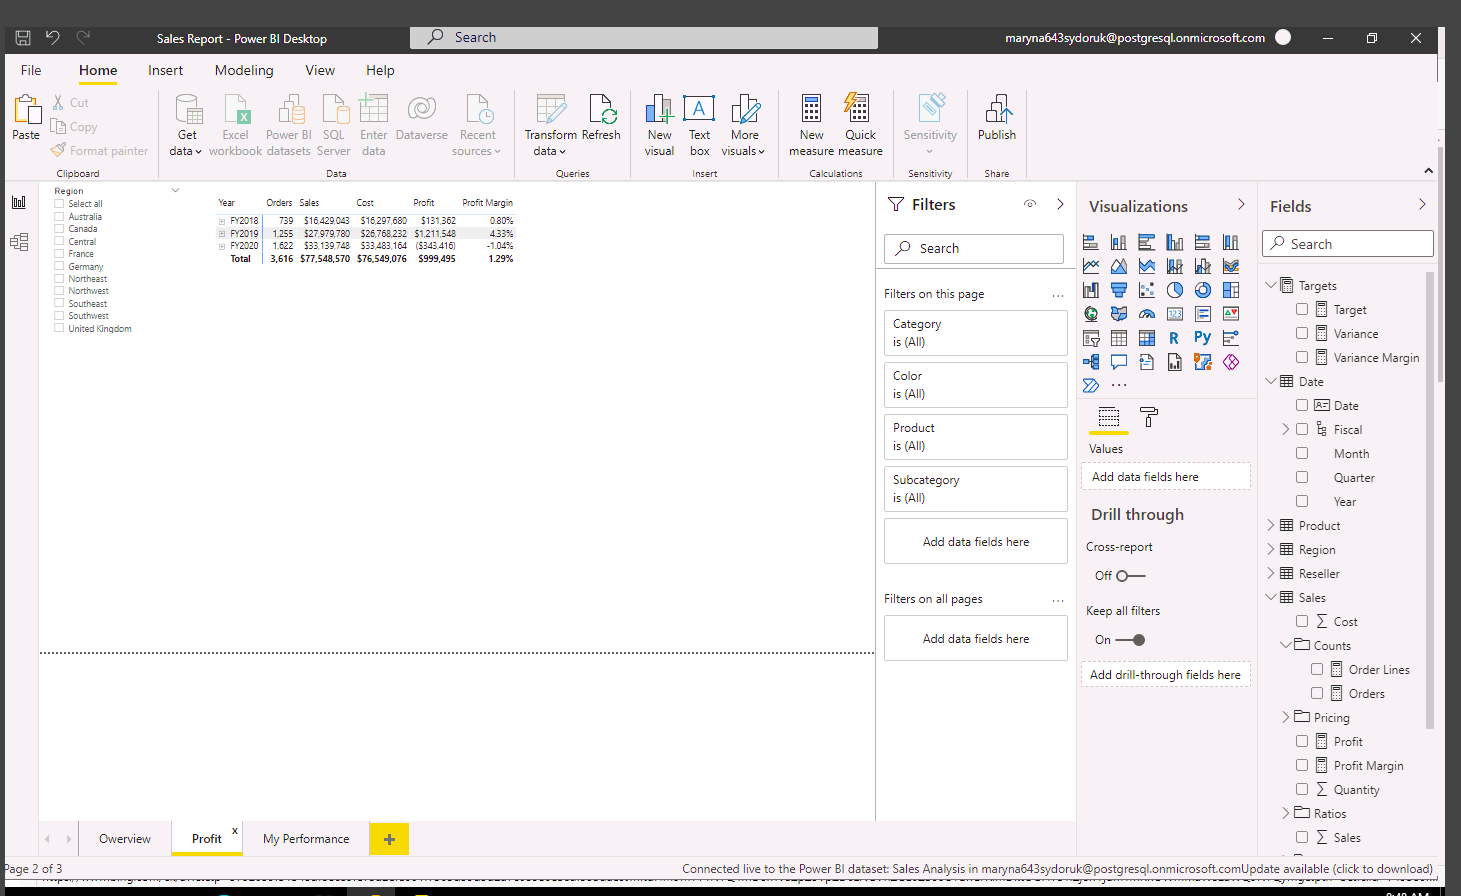 Sales Report - Power BI Desktop
Search
maryna643sydoruk@postgresql.onmicrosoft.com
File Home Insert Modeling View Help
Paste
Cut
Copy
Format painter
Clipboard
Get data
Excel workbook
Power BI datasets
SQL Server
Enter data
Dataverse
Recent sources
Data
Transform data
Refresh
Queries
New visual
Text box
More visuals
Insert
New measure
Quick measure
Calculations
Sensitivity
Sensitivity
Publish
Share
Region
Select all
Australia
Canada
Central
France
Germany
Northeast
Northwest
Southeast
Southwest
United Kingdom
Year Orders Sales Cost Profit Profit Margin
FY2018 739 $16,429,043 $16,297,680 $131,362 0.80%
FY2019 1,255 $27,979,780 $26,768,232 $1,211,548 4.33%
FY2020 1,622 $33,139,748 $33,483,164 ($343,416) -1.04%
Total 3,616 $77,548,570 $76,549,076 $999,495 1.29%
Filters
Search
Filters on this page
...
Category
is (All)
Color
is (All)
Product
is (All)
Subcategory
is (All)
Add data fields here
Filters on all pages
...
Add data fields here
Visualizations
123
R
Py
...
Values
Add data fields here
Drill through
Cross-report
Off
Keep all filters
On
Add drill-through fields here
Fields
Search
Targets
Target
Variance
Variance Margin
Date
Date
Fiscal
Month
Quarter
Year
Product
Region
Reseller
Sales
Cost
Counts
Order Lines
Orders
Pricing
Profit
Profit Margin
Quantity
Ratios
Sales
Overview
Profit
x
My Performance
+
Page 2 of 3
Connected live to the Power BI dataset: Sales Analysis in maryna643sydoruk@postgresql.onmicrosoft.com
Update available (click to download)